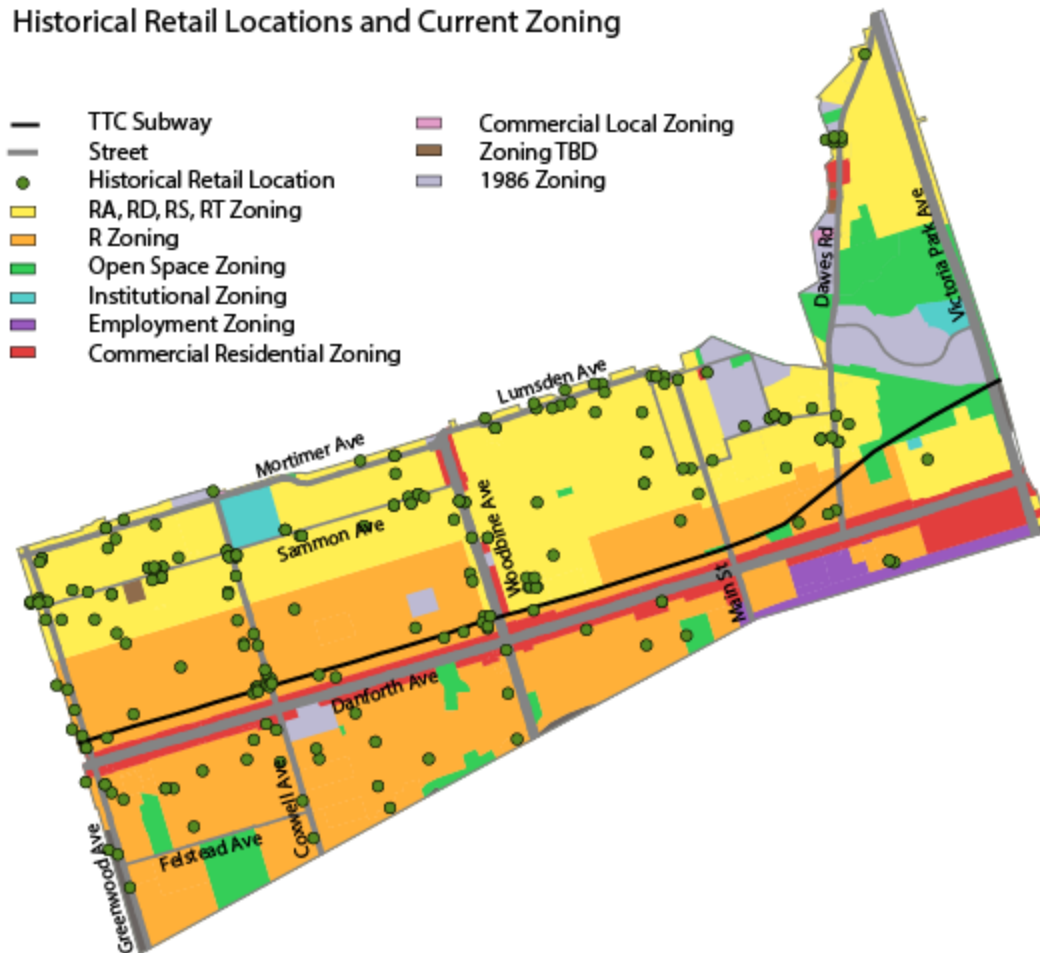 Historical Retail Locations and Current Zoning
TTC Subway
Street
Historical Retail Location
RA, RD, RS, RT Zoning
R Zoning
Open Space Zoning
Institutional Zoning
Employment Zoning
Commercial Residential Zoning
Commercial Local Zoning
Zoning TBD
1986 Zoning
Victoria Park Ave
Dawes Rd
Lumsden Ave
Mortimer Ave
Sammon Ave
Woodbine Ave
Main St
Danforth Ave
Coxwell Ave
Felstead Ave
Greenwood Ave